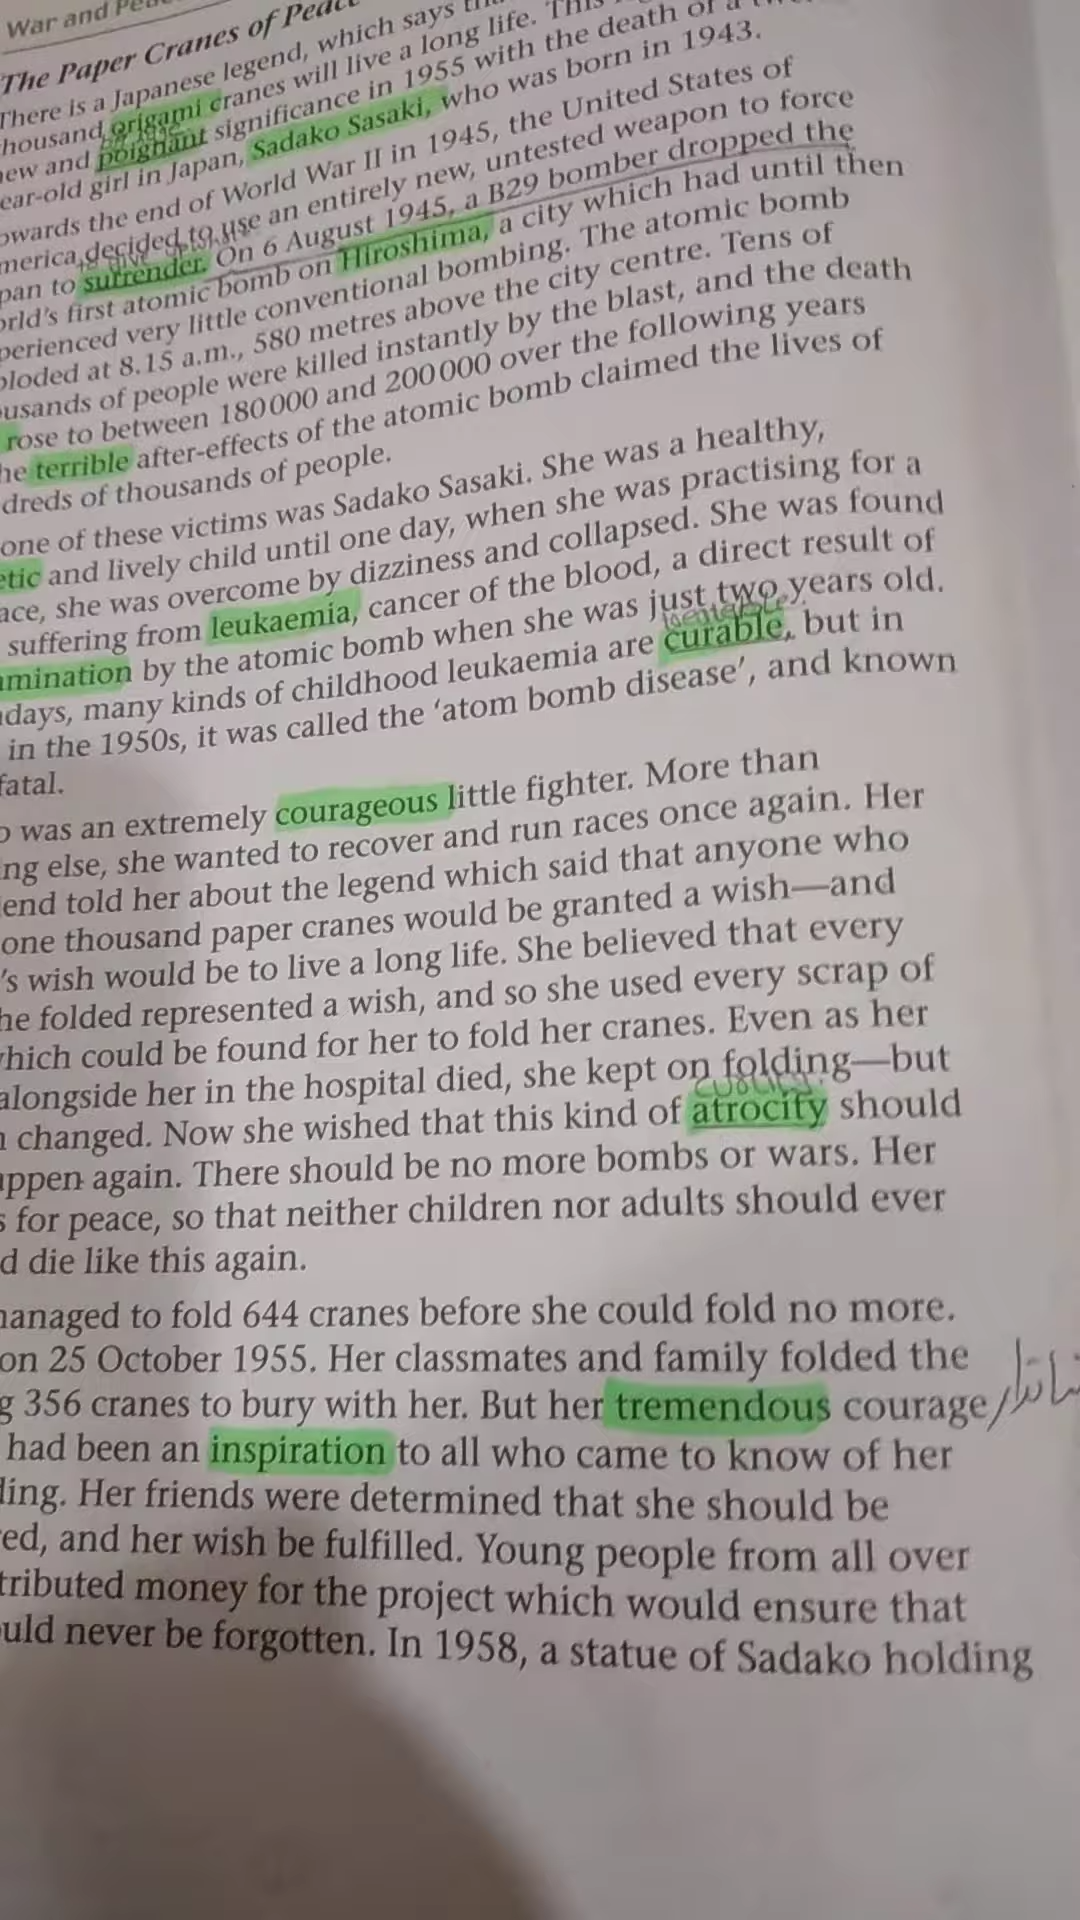 War and
The Paper Cranes of Peace
There is a Japanese legend, which says
origami cranes will live a long life. This
new and poignant significance in 1955 with the death of a
ear-old girl in Japan, Sadako Sasaki, who was born in 1943.
owards the end of World War II in 1945, the United States of
merica decided to use an entirely new, untested weapon to force
pan to surrender. On 6 August 1945, a B29 bomber dropped the
orld's first atomic bomb on Hiroshima, a city which had until then
perienced very little conventional bombing. The atomic bomb
ploded at 8.15 a.m., 580 metres above the city centre. Tens of
ousands of people were killed instantly by the blast, and the death
rose to between 180 000 and 200 000 over the following years
he terrible after-effects of the atomic bomb claimed the lives of
dreds of thousands of people.
one of these victims was Sadako Sasaki. She was a healthy,
etic and lively child until one day, when she was practising for a
ace, she was overcome by dizziness and collapsed. She was found
suffering from leukaemia, cancer of the blood, a direct result of
amination by the atomic bomb when she was just two years old.
adays, many kinds of childhood leukaemia are curable, but in
in the 1950s, it was called the 'atom bomb disease', and known
fatal.
o was an extremely courageous little fighter. More than
ing else, she wanted to recover and run races once again. Her
iend told her about the legend which said that anyone who
one thousand paper cranes would be granted a wish—and
's wish would be to live a long life. She believed that every
he folded represented a wish, and so she used every scrap of
which could be found for her to fold her cranes. Even as her
alongside her in the hospital died, she kept on folding—but
changed. Now she wished that this kind of atrocity should
appen again. There should be no more bombs or wars. Her
s for peace, so that neither children nor adults should ever
d die like this again.
managed to fold 644 cranes before she could fold no more.
on 25 October 1955. Her classmates and family folded the
g 356 cranes to bury with her. But her tremendous courage
had been an inspiration to all who came to know of her
ding. Her friends were determined that she should be
ed, and her wish be fulfilled. Young people from all over
tributed money for the project which would ensure that
ould never be forgotten. In 1958, a statue of Sadako holding